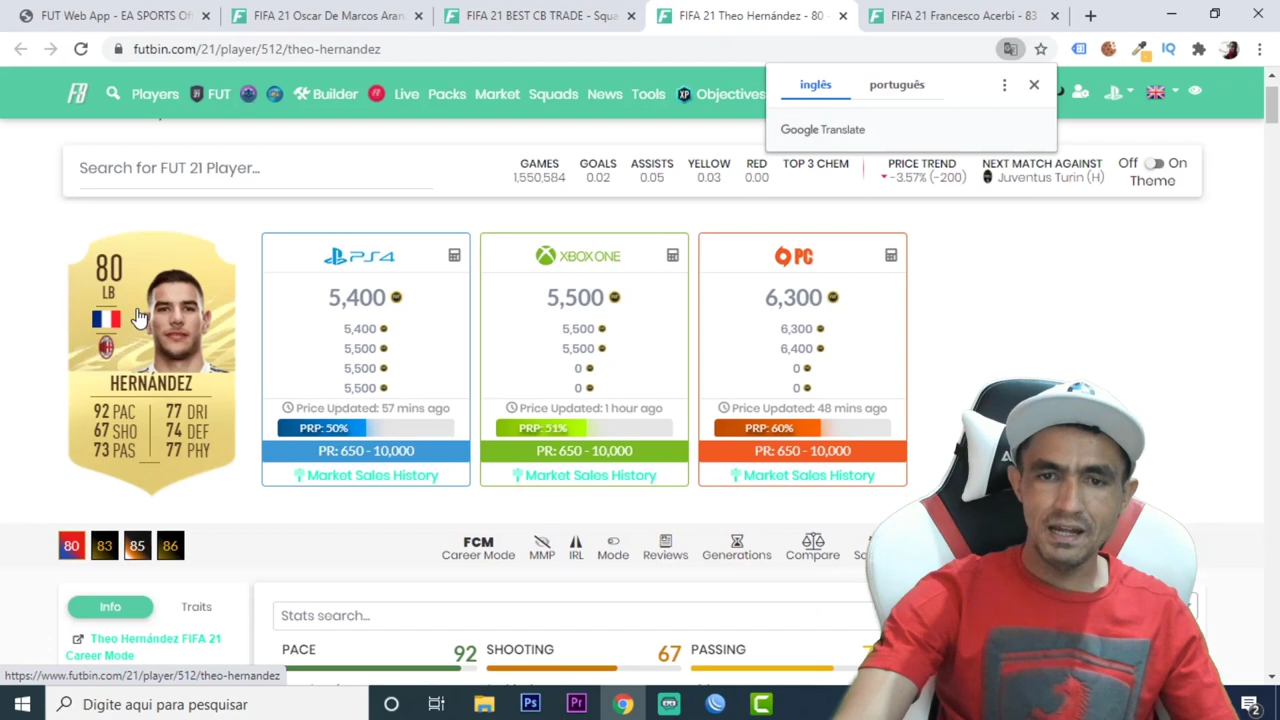 FUT Web App - EA SPORTS Of
FIFA 21 Oscar De Marcos Aran
FIFA 21 BEST CB TRADE - Squa
FIFA 21 Theo Hernández - 80 -
FIFA 21 Francesco Acerbi - 83
futbin.com/21/player/512/theo-hernandez
inglês português
Google Translate
Players UT Builder Live Packs Market Squads News Tools Objectives
Search for FUT 21 Player...
GAMES GOALS ASSISTS YELLOW RED TOP 3 CHEM PRICE TREND NEXT MATCH AGAINST Off On
1,550,584 0.02 0.05 0.03 0.00 -3.57% (-200) Juventus Turin (H) Theme
80
LB
HERNÁNDEZ
92 PAC 77 DRI
67 SHO 74 DEF
73 PAS 77 PHY
PS4
5,400
5,400
5,500
5,500
5,500
Price Updated: 57 mins ago
PRP: 50%
PR: 650 - 10,000
Market Sales History
XBOX ONE
5,500
5,500
5,500
0
0
Price Updated: 1 hour ago
PRP: 51%
PR: 650 - 10,000
Market Sales History
PC
6,300
6,300
6,400
0
0
Price Updated: 48 mins ago
PRP: 60%
PR: 650 - 10,000
Market Sales History
80 83 85 86
FCM
Career Mode MMP IRL Mode Reviews Generations Compare
Info Traits
Theo Hernández FIFA 21
Career Mode
Stats search...
PACE 92 SHOOTING 67 PASSING
https://www.futbin.com/21/player/512/theo-hernandez
Digite aqui para pesquisar